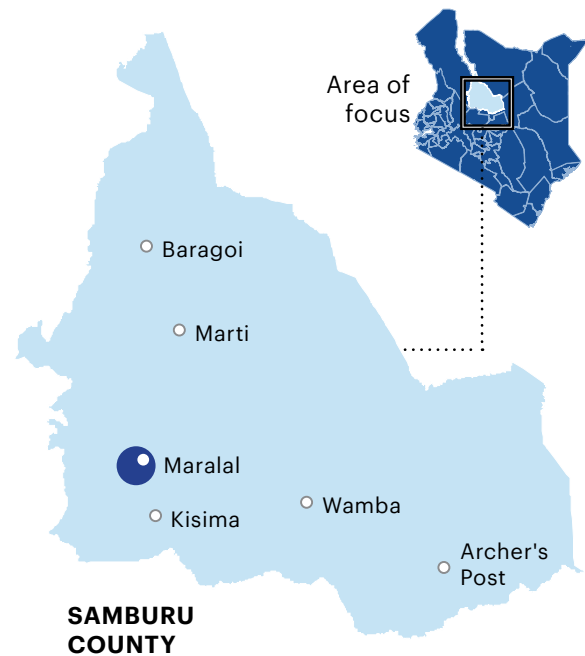 Area of
focus
Baragoi
Marti
Maralal
Kisima
Wamba
Archer's
Post
SAMBURU
COUNTY